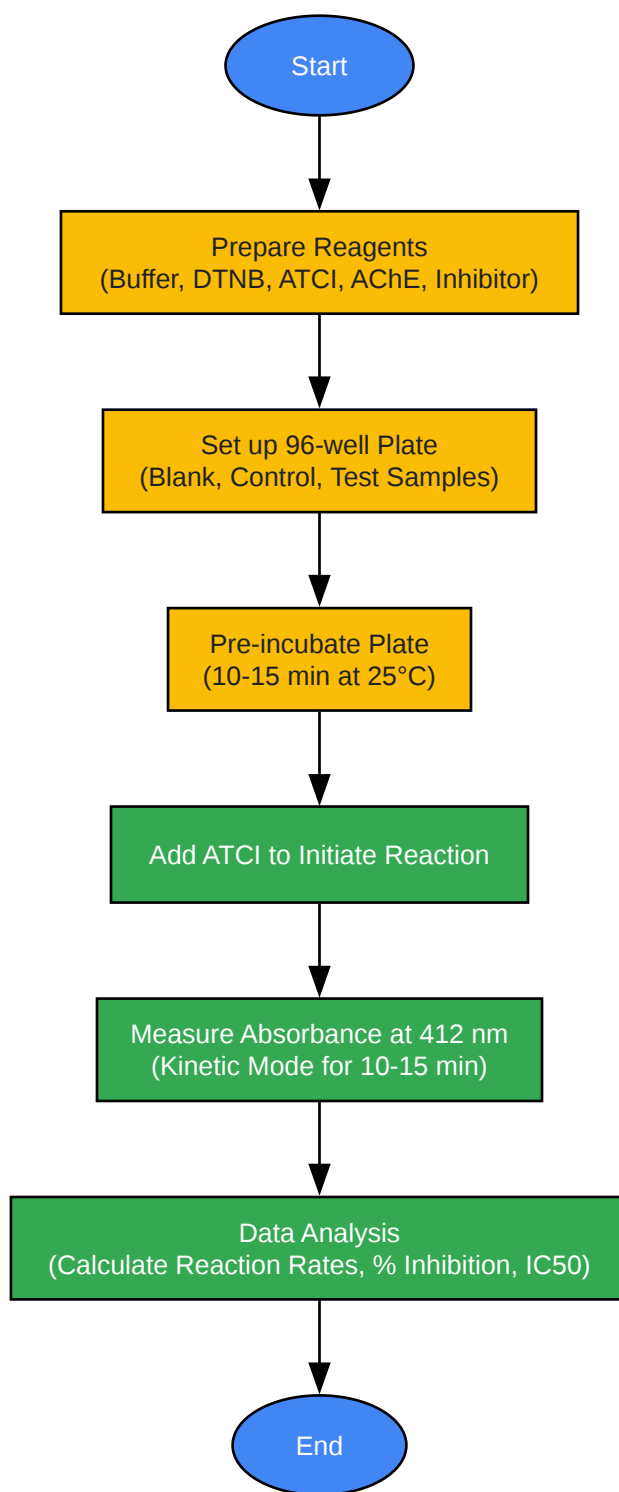 Start
Prepare Reagents
(Buffer, DTNB, ATCI, AChE, Inhibitor)
Set up 96-well Plate
(Blank, Control, Test Samples)
Pre-incubate Plate
(10-15 min at 25°C)
Add ATCI to Initiate Reaction
Measure Absorbance at 412 nm
(Kinetic Mode for 10-15 min)
Data Analysis
(Calculate Reaction Rates, % Inhibition, IC50)
End